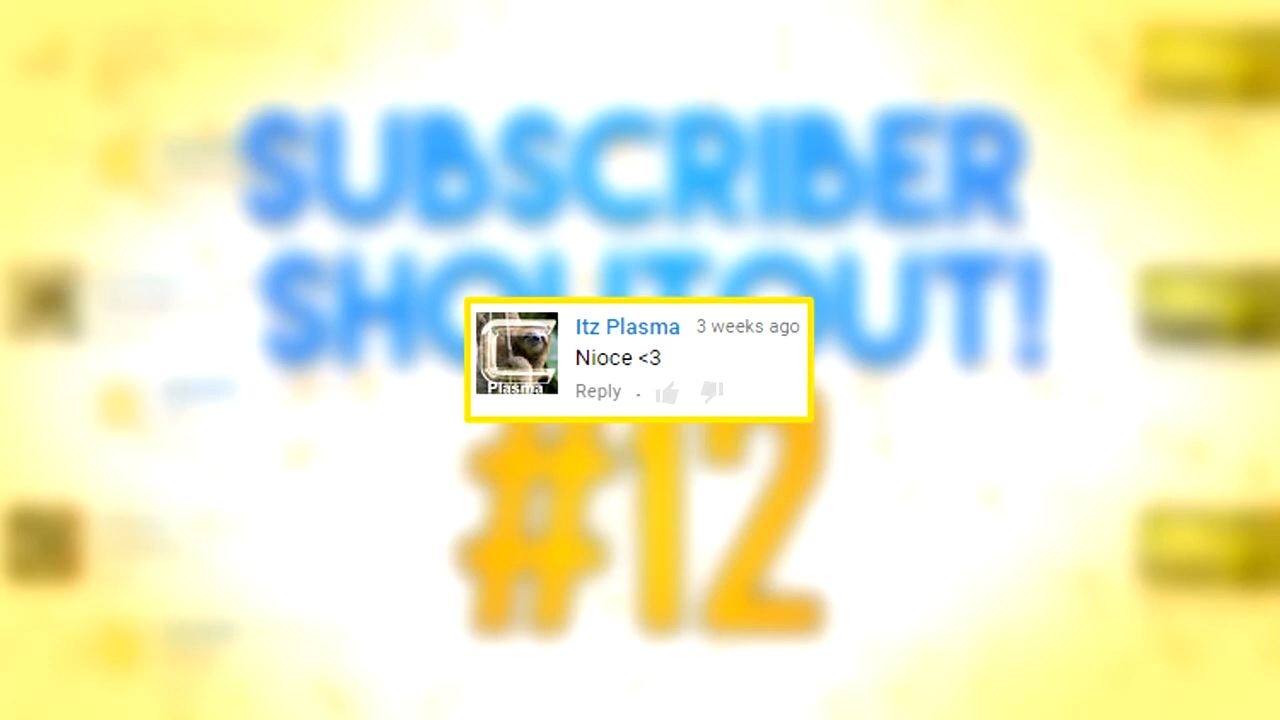 SUBSCRIBER
SHOUTOUT!
Itz Plasma 3 weeks ago
Nioce <3
Plasma
Reply .
#12